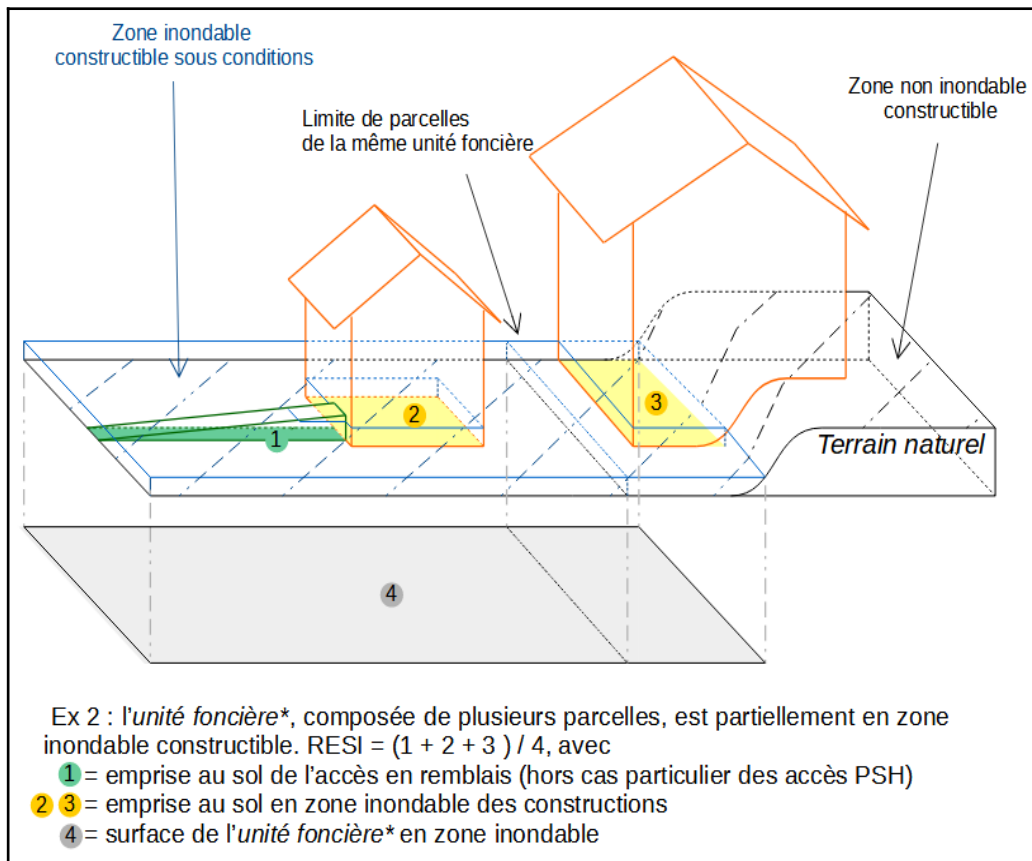 Zone inondable
constructible sous conditions
Limite de parcelles
de la même unité foncière
Zone non inondable
constructible
1
2
3
Terrain naturel
4
Ex 2 : l'unité foncière*, composée de plusieurs parcelles, est partiellement en zone
inondable constructible. RESI = (1 + 2 + 3 ) / 4, avec
1 = emprise au sol de l'accès en remblais (hors cas particulier des accès PSH)
2 3 = emprise au sol en zone inondable des constructions
4 = surface de l'unité foncière* en zone inondable